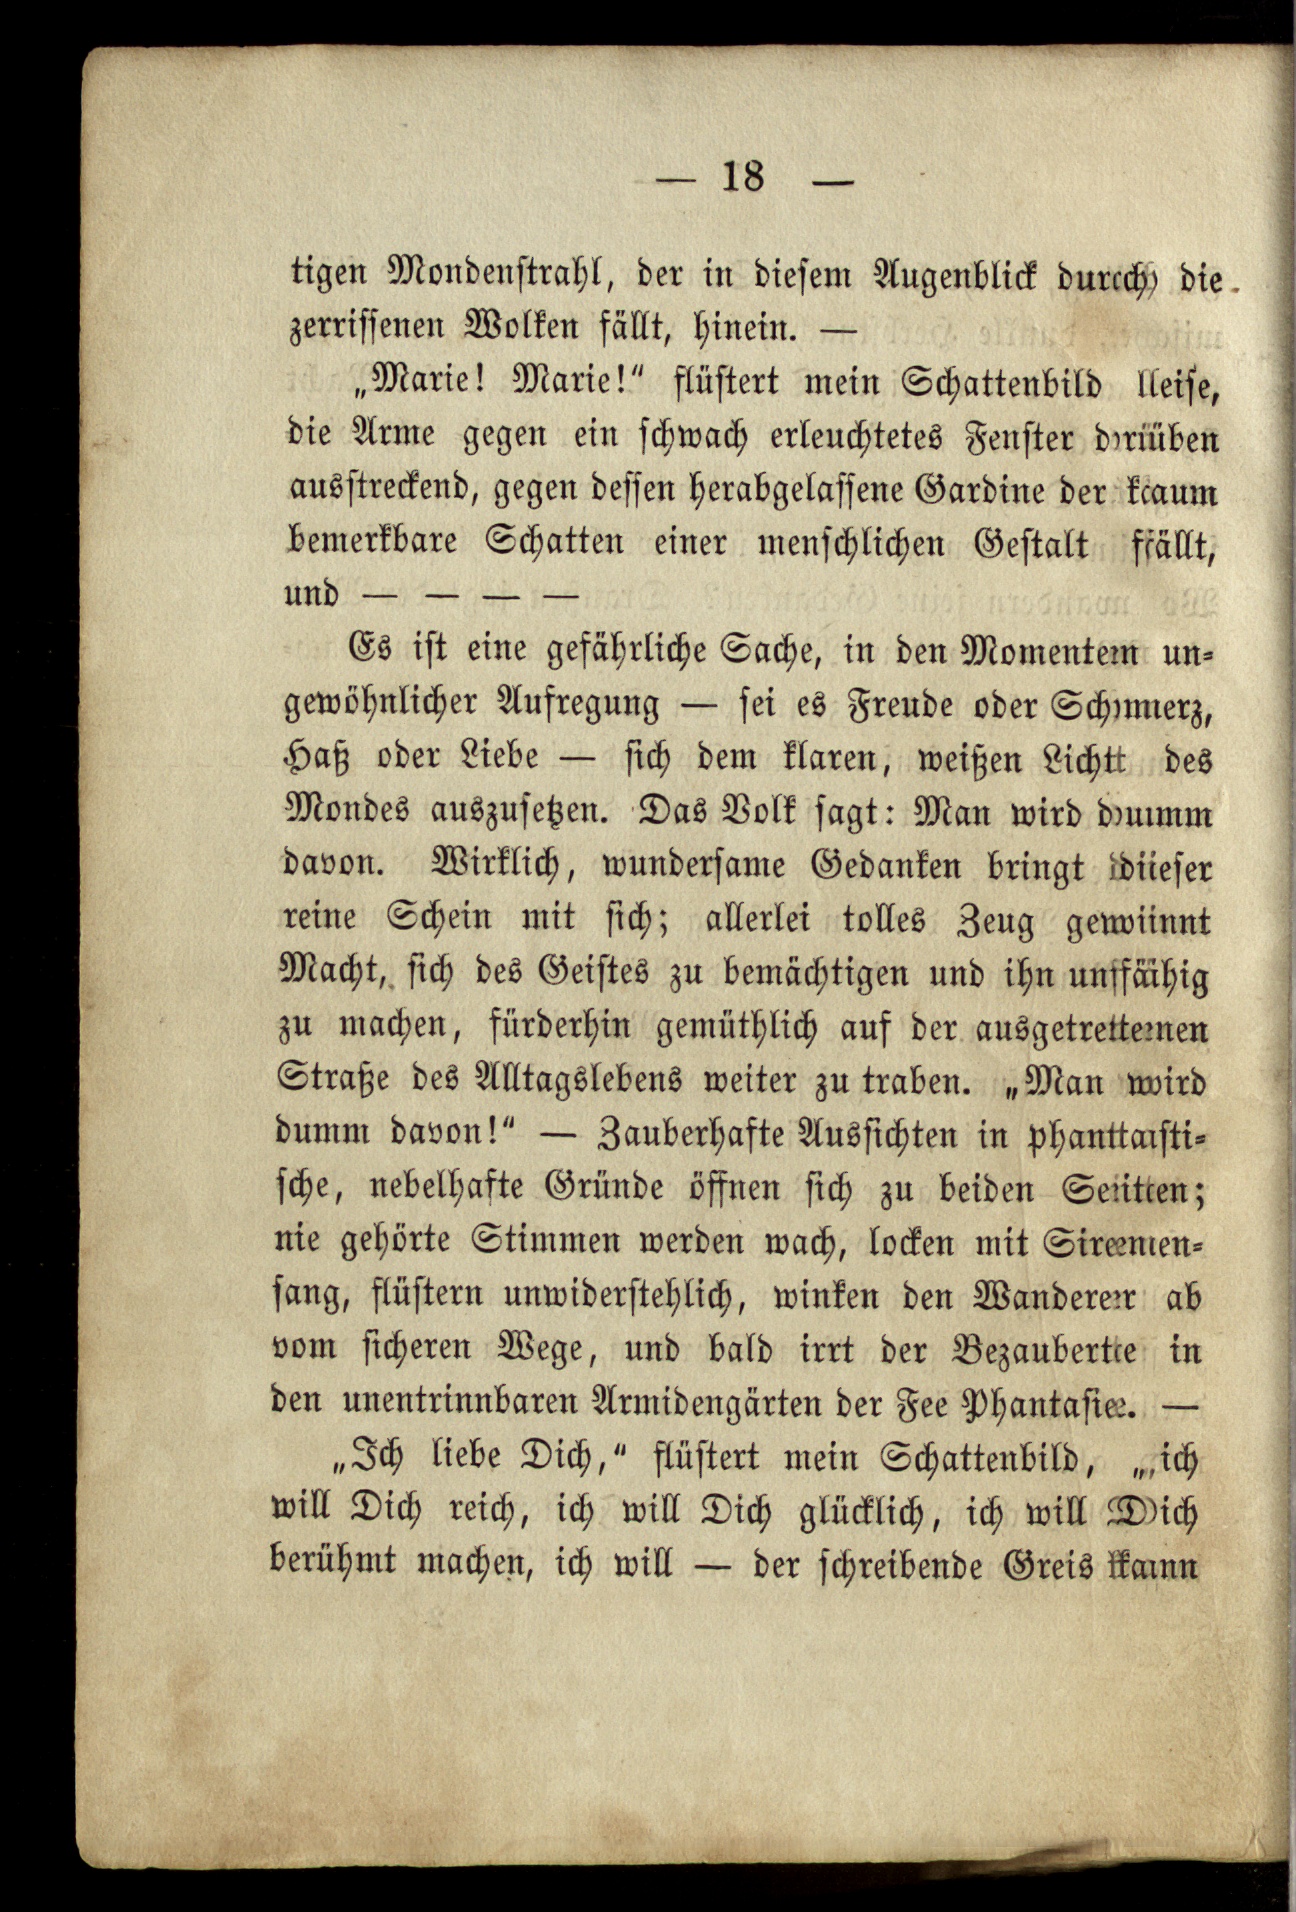 — 18 —
tigen Mondenstrahl, der in diesem Augenblick durch die
zerrissenen Wolken fällt, hinein. —
„Marie! Marie!“ flüstert mein Schattenbild leise,
die Arme gegen ein schwach erleuchtetes Fenster drüben
ausstreckend, gegen dessen herabgelassene Gardine der kaum
bemerkbare Schatten einer menschlichen Gestalt fällt,
und — — — —
Es ist eine gefährliche Sache, in den Momenten un-
gewöhnlicher Aufregung — sei es Freude oder Schmerz,
Haß oder Liebe — sich dem klaren, weißen Licht des
Mondes auszusetzen. Das Volk sagt: Man wird dumm
davon. Wirklich, wundersame Gedanken bringt dieser
reine Schein mit sich; allerlei tolles Zeug gewinnt
Macht, sich des Geistes zu bemächtigen und ihn unfähig
zu machen, fürderhin gemüthlich auf der ausgetretenen
Straße des Alltagslebens weiter zu traben. „Man wird
dumm davon!“ — Zauberhafte Aussichten in phantasti-
sche, nebelhafte Gründe öffnen sich zu beiden Seiten;
nie gehörte Stimmen werden wach, locken mit Sirenen-
sang, flüstern unwiderstehlich, winken den Wanderer ab
vom sicheren Wege, und bald irrt der Bezauberte in
den unentrinnbaren Armidengärten der Fee Phantasie. —
„Ich liebe Dich,“ flüstert mein Schattenbild, „ich
will Dich reich, ich will Dich glücklich, ich will Dich
berühmt machen, ich will — der schreibende Greis kann